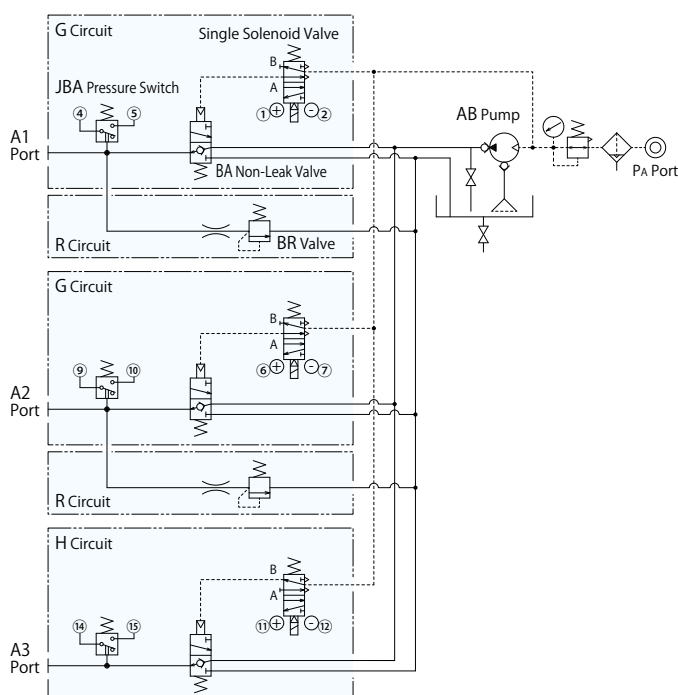 G Circuit
Single Solenoid Valve
B
JBA Pressure Switch
A
④ ⑤
① + - ②
AB Pump
A1
Port
BA Non-Leak Valve
PA Port
R Circuit
BR Valve
G Circuit
B
A
⑨ ⑩
⑥ + - ⑦
A2
Port
R Circuit
H Circuit
B
A
⑭ ⑮
⑪ + - ⑫
A3
Port